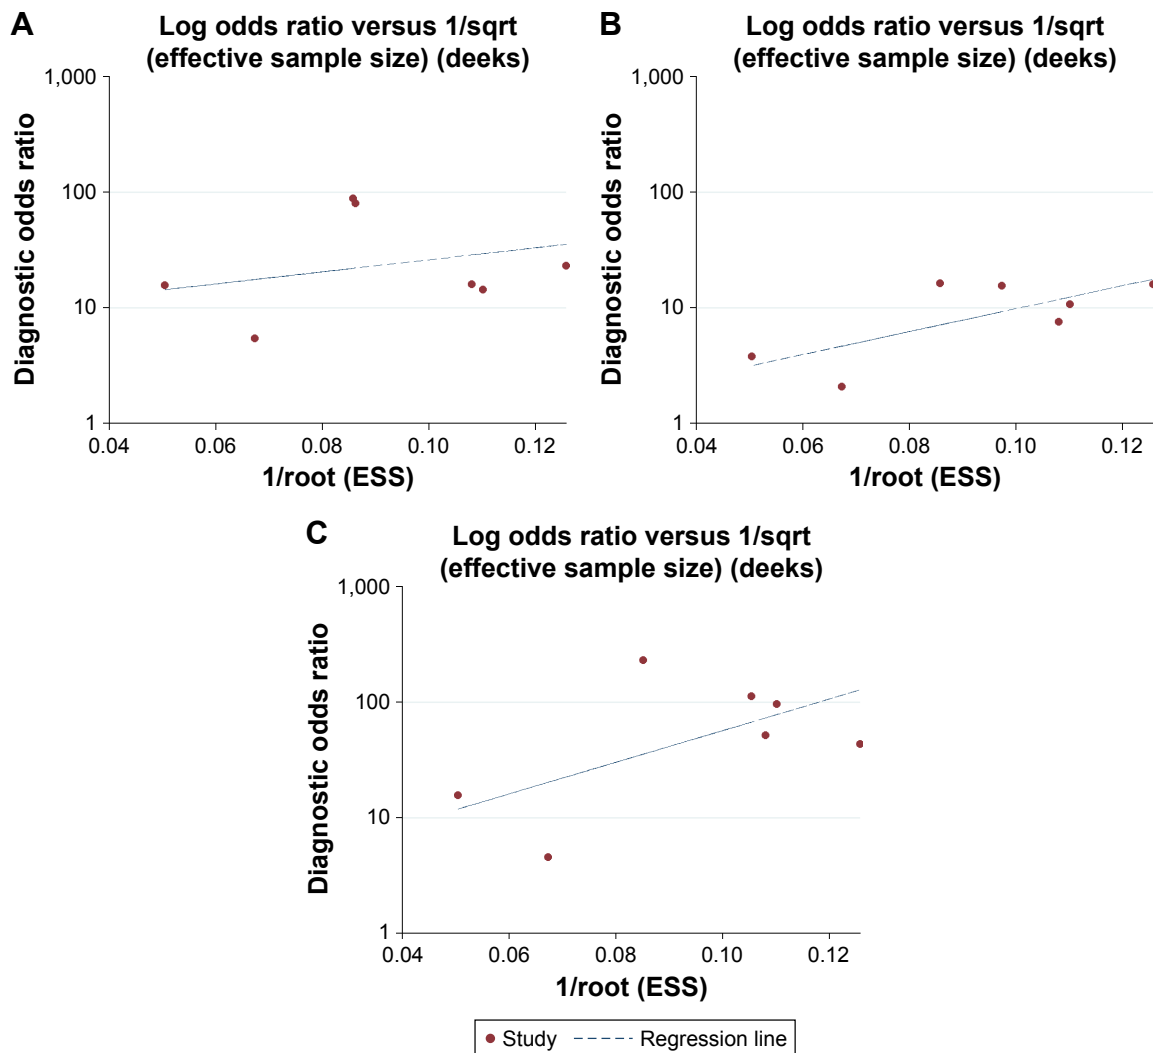 A
Log odds ratio versus 1/sqrt
(effective sample size) (deeks)
1,000
100
10
1
Diagnostic odds ratio
0.04 0.06 0.08 0.10 0.12
1/root (ESS)
B
Log odds ratio versus 1/sqrt
(effective sample size) (deeks)
1,000
100
10
1
Diagnostic odds ratio
0.04 0.06 0.08 0.10 0.12
1/root (ESS)
C
Log odds ratio versus 1/sqrt
(effective sample size) (deeks)
1,000
100
10
1
Diagnostic odds ratio
0.04 0.06 0.08 0.10 0.12
1/root (ESS)
Study Regression line